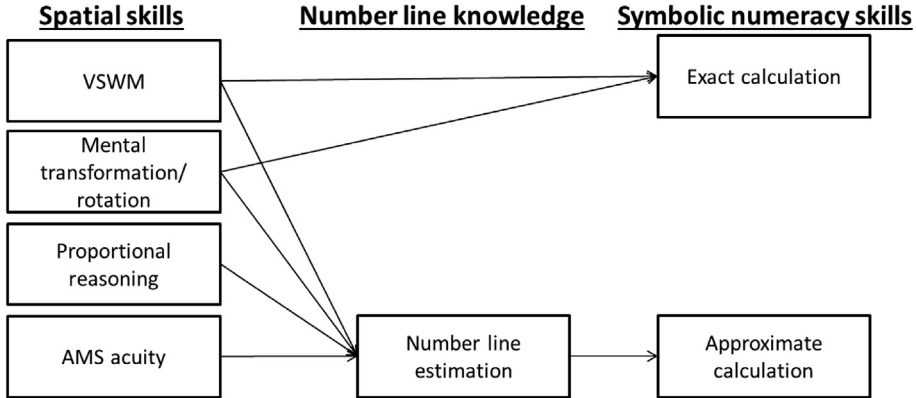 Spatial skills
Number line knowledge
Symbolic numeracy skills
VSWM
Exact calculation
Mental
transformation/
rotation
Proportional
reasoning
AMS acuity
Number line
estimation
Approximate
calculation